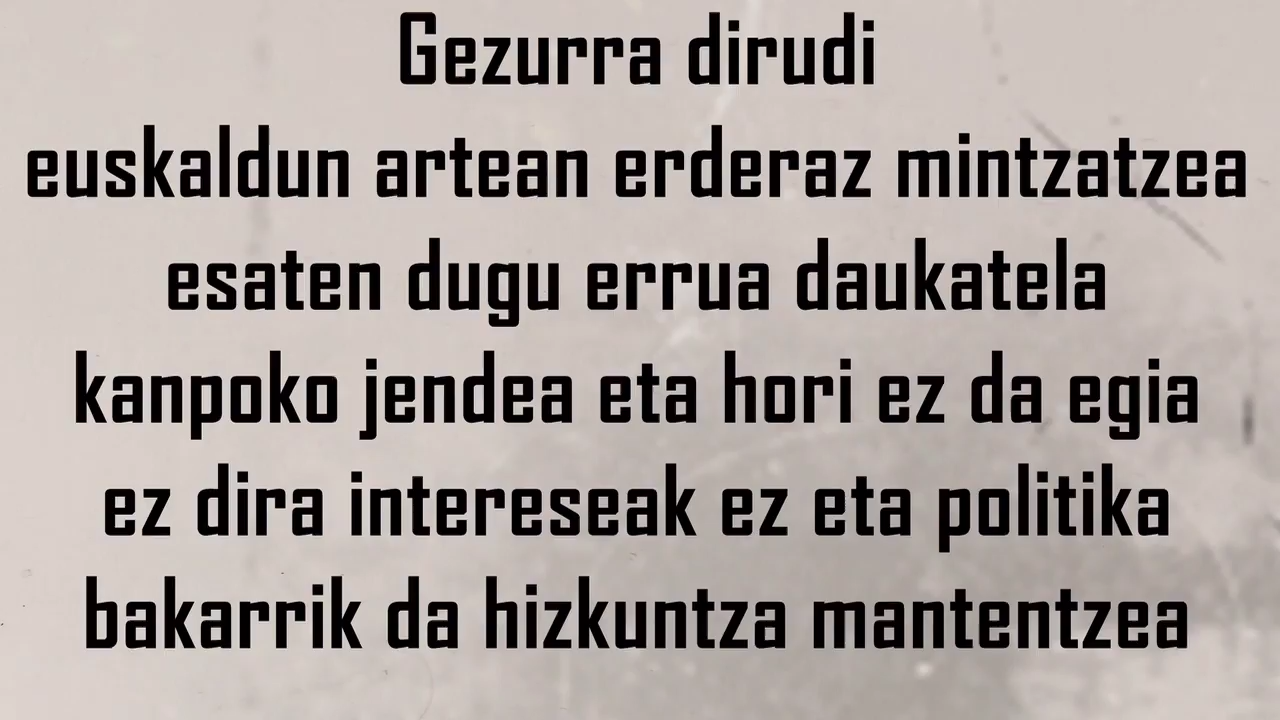 Gezurra dirudi
euskaldun artean erderaz mintzatzea
esaten dugu errua daukatela
kanpoko jendea eta hori ez da egia
ez dira intereseak ez eta politika
bakarrik da hizkuntza mantentzea